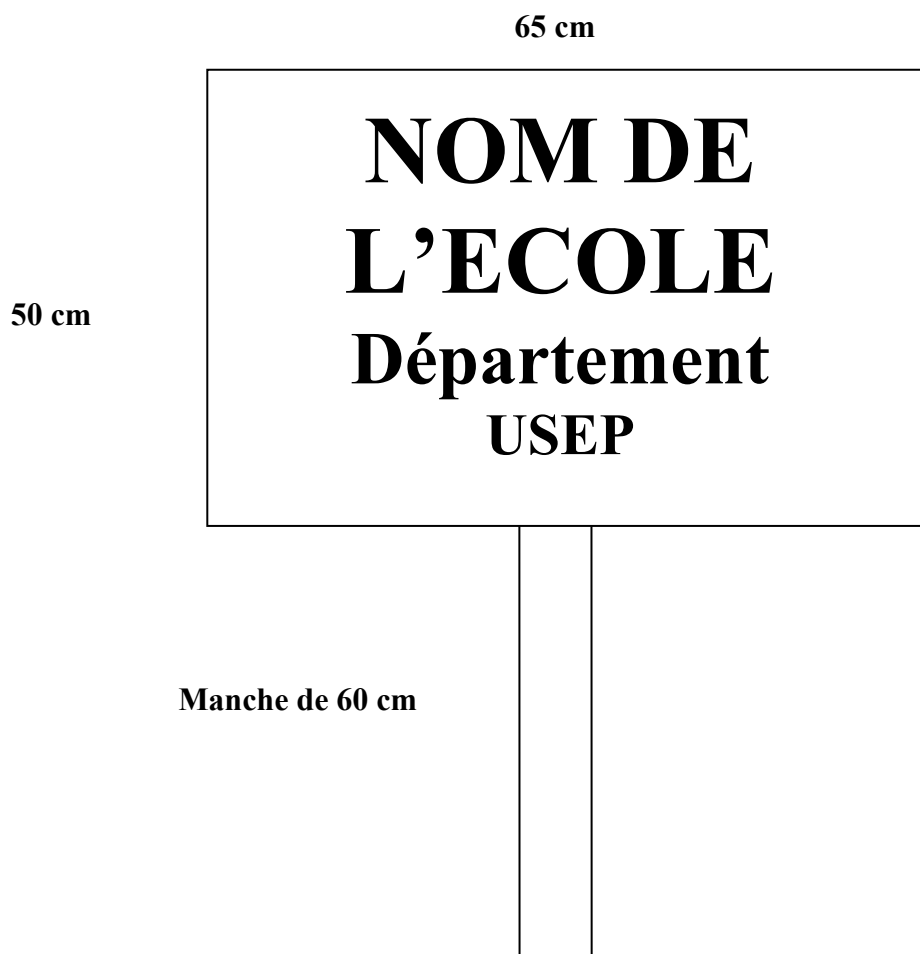 65 cm
NOM DE
L’ECOLE
50 cm
Département
USEP
Manche de 60 cm